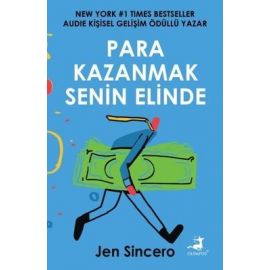 NEW YORK #1 TIMES BESTSELLER
AUDIE KİŞİSEL GELİŞİM ÖDÜLLÜ YAZAR
PARA
KAZANMAK
SENİN ELİNDE
Jen Sincero